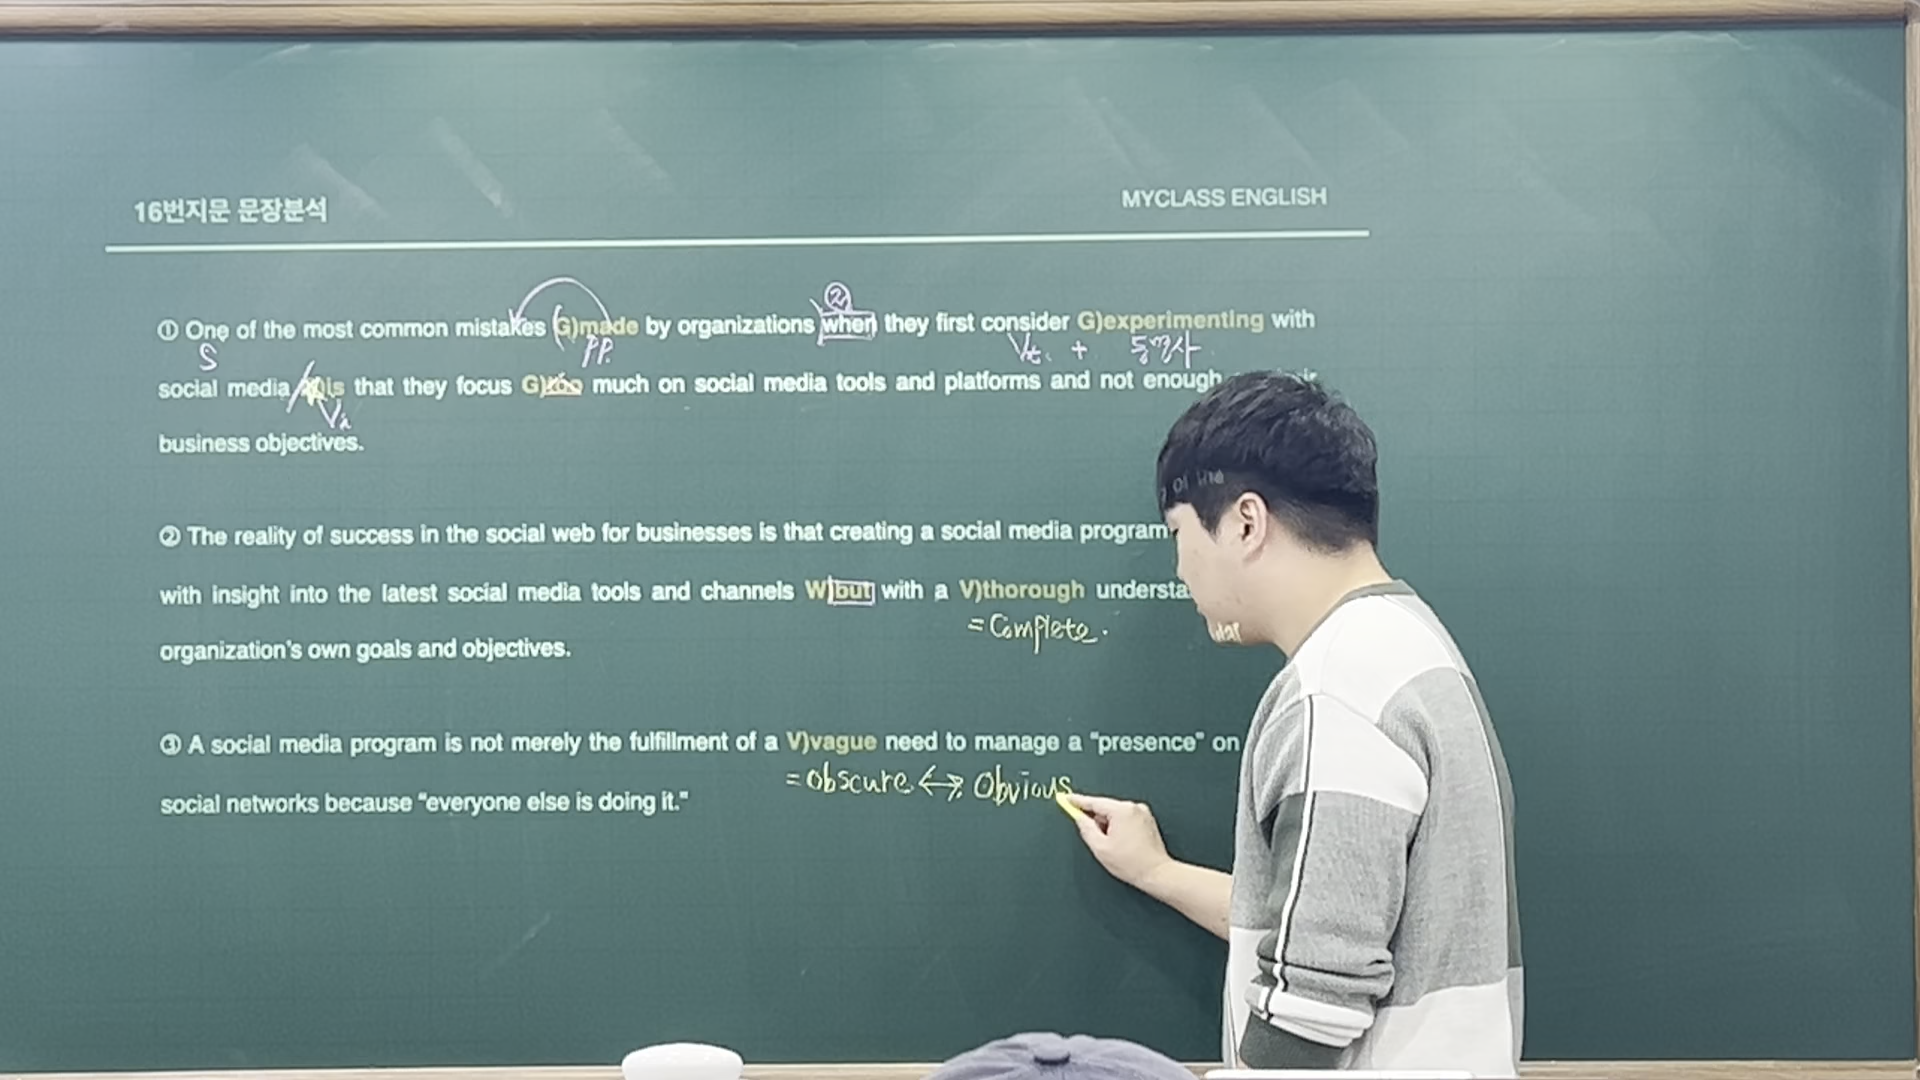 16번지문 문장분석
MYCLASS ENGLISH
②
① One of the most common mistakes (G)made by organizations when they first consider G)experimenting with
S
P.P.
Vt. + 동명사
social media is that they focus G)too much on social media tools and platforms and not enough
Vi
business objectives.
② The reality of success in the social web for businesses is that creating a social media program
with insight into the latest social media tools and channels W)but with a V)thorough
= Complete.
organization's own goals and objectives.
③ A social media program is not merely the fulfillment of a V)vague need to manage a "presence" on
= obscure ↔ obvious
social networks because "everyone else is doing it."